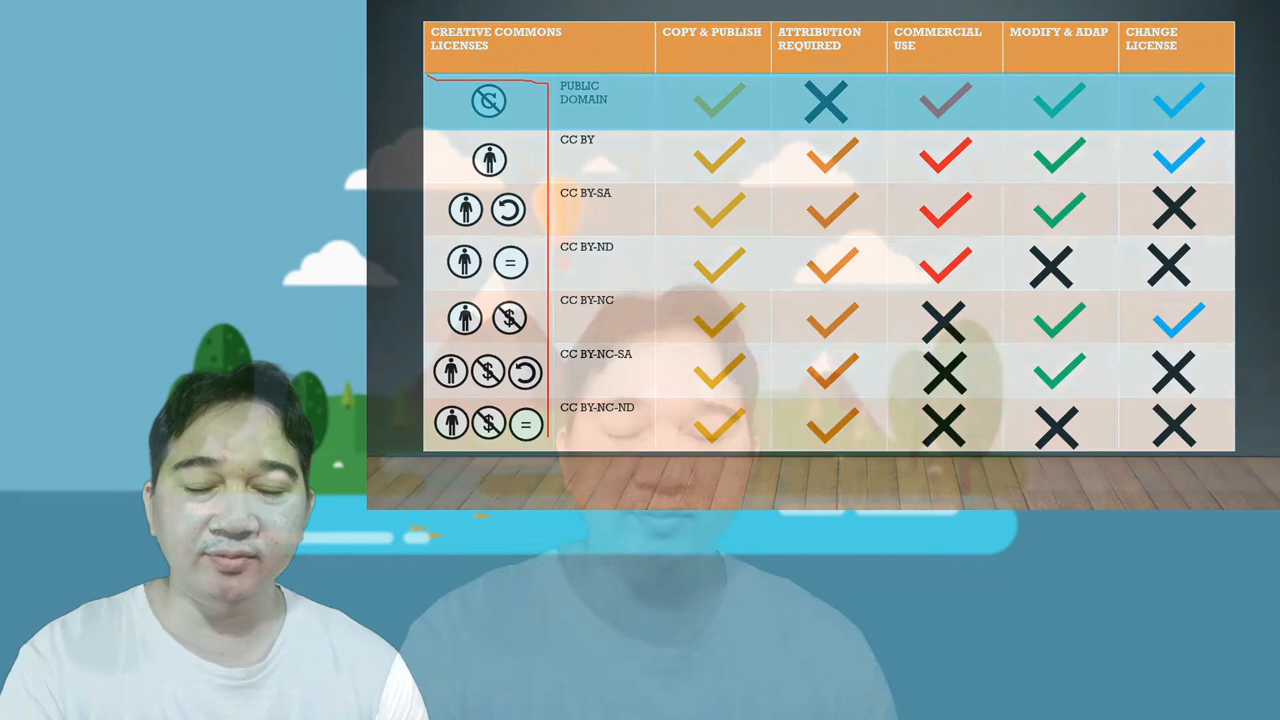 CREATIVE COMMONS
LICENSES
COPY & PUBLISH
ATTRIBUTION
REQUIRED
COMMERCIAL
USE
MODIFY & ADAP
CHANGE
LICENSE
PUBLIC
DOMAIN
CC BY
CC BY-SA
CC BY-ND
CC BY-NC
CC BY-NC-SA
CC BY-NC-ND